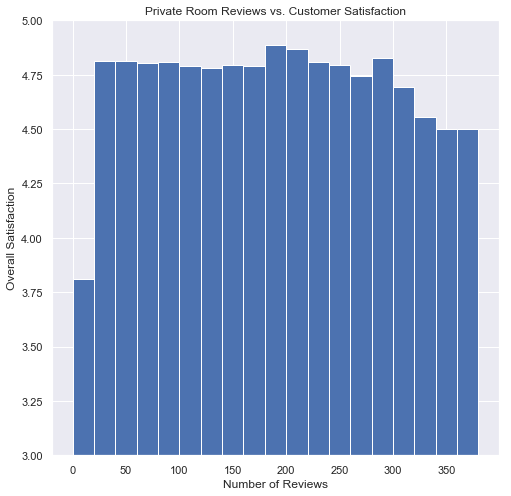 Private Room Reviews vs. Customer Satisfaction
5.00
4.75
4.50
4.25
4.00
3.75
3.50
3.25
3.00
Overall Satisfaction
0 50 100 150 200 250 300 350
Number of Reviews